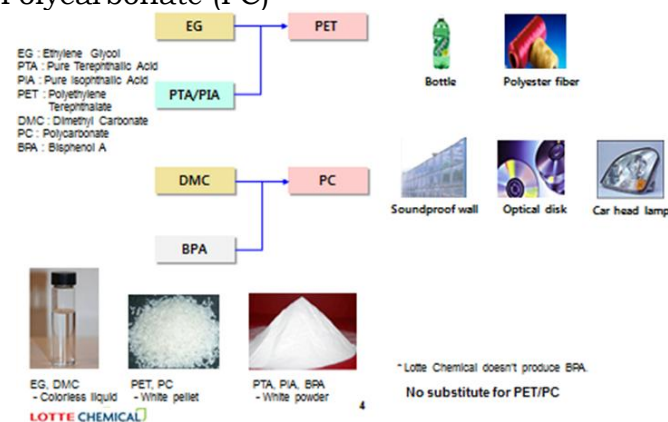 Polycarbonate (PC)
EG
PET
EG : Ethylene Glycol
PTA : Pure Terephthalic Acid
PIA : Pure Isophthalic Acid
PET : Polyethylene
Terephthalate
DMC : Dimethyl Carbonate
PC : Polycarbonate
BPA : Bisphenol A
PTA/PIA
Bottle
Polyester fiber
DMC
PC
BPA
Soundproof wall
Optical disk
Car head lamp
EG, DMC
- Colorless liquid
PET, PC
- White pellet
PTA, PIA, BPA
- White powder
* Lotte Chemical doesn't produce BPA.
No substitute for PET/PC
4
LOTTE CHEMICAL